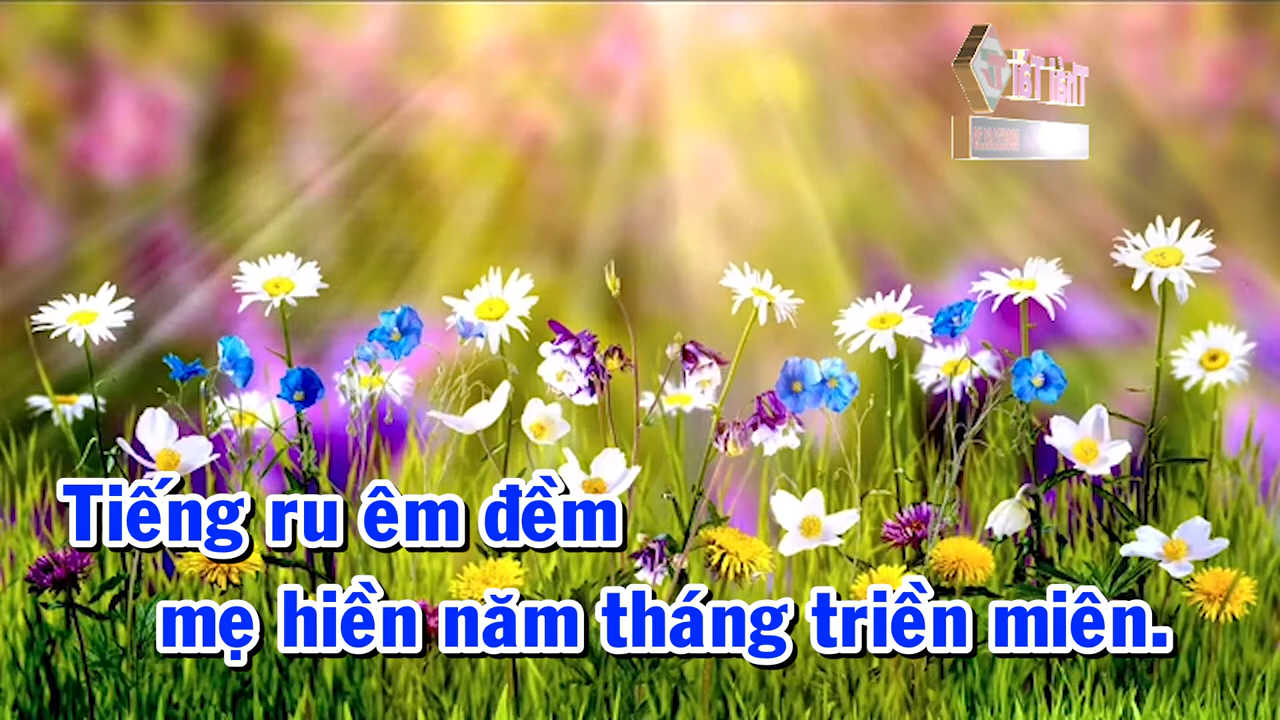 Tiếng ru êm đềm
mẹ hiền năm tháng triền miên.